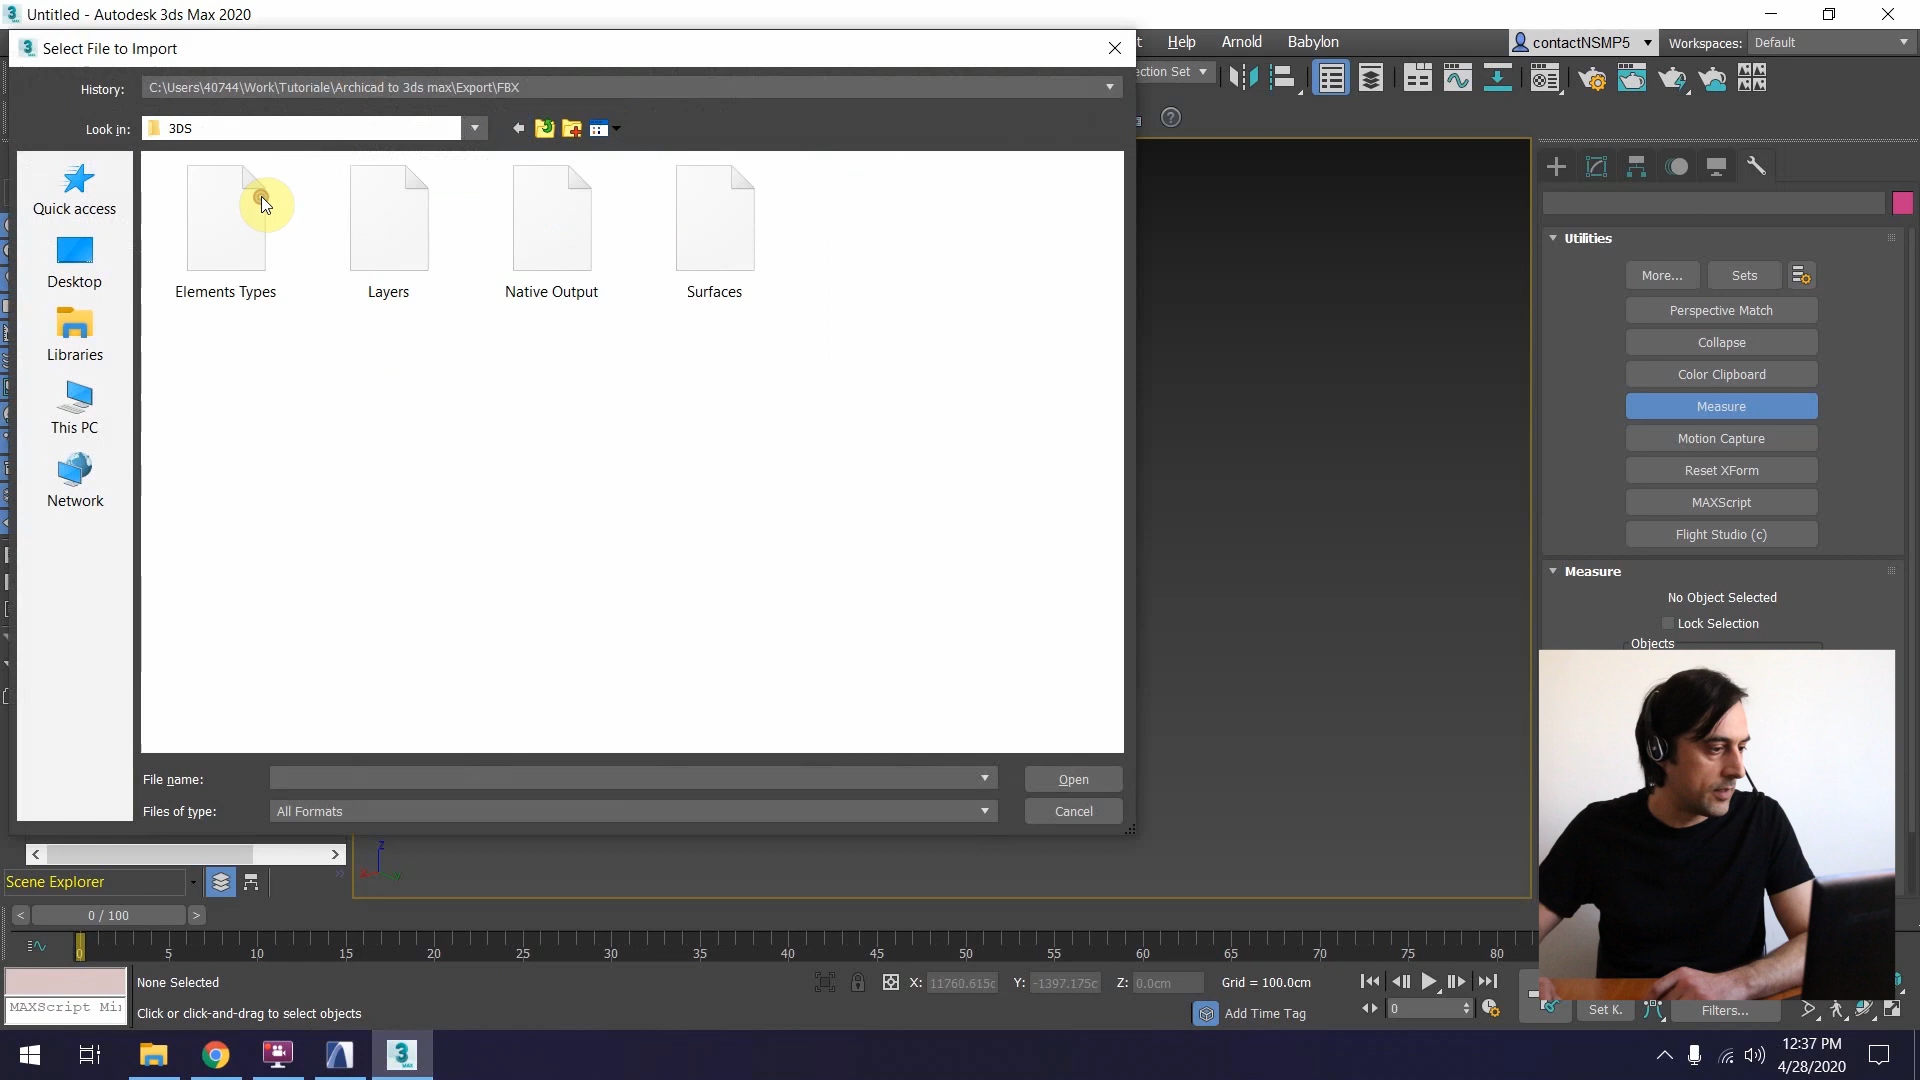 Untitled - Autodesk 3ds Max 2020
Select File to Import
Help Arnold Babylon
contactNSMP5
Workspaces: Default
History: C:\Users\40744\Work\Tutoriale\Archicad to 3ds max\Export\FBX
ection Set
Look in: 3DS
Quick access
Desktop
Libraries
This PC
Network
Elements Types
Layers
Native Output
Surfaces
File name:
Open
Files of type: All Formats
Cancel
Utilities
More... Sets
Perspective Match
Collapse
Color Clipboard
Measure
Motion Capture
Reset XForm
MAXScript
Flight Studio (c)
Measure
No Object Selected
Lock Selection
Objects
z
Scene Explorer
< 0 / 100 >
0 5 10 15 20 25 30 35 40 45 50 55 60 65 70 75 80
None Selected
X: 11760.615c Y: -1397.175c Z: 0.0cm Grid = 100.0cm
MAXScript Mi
Click or click-and-drag to select objects
Add Time Tag
0
Set K.
Filters...
12:37 PM
4/28/2020